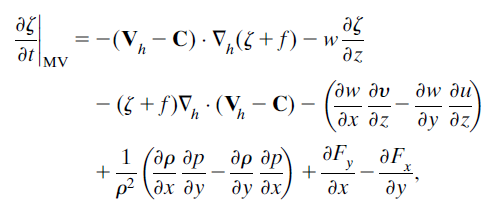 ∂ζ/∂t|_MV = −(V_h − C) · ∇_h(ζ + f) − w ∂ζ/∂z
− (ζ + f)∇_h · (V_h − C) − (∂w/∂x ∂υ/∂z − ∂w/∂y ∂u/∂z)
+ 1/ρ² (∂ρ/∂x ∂p/∂y − ∂ρ/∂y ∂p/∂x) + ∂F_y/∂x − ∂F_x/∂y,